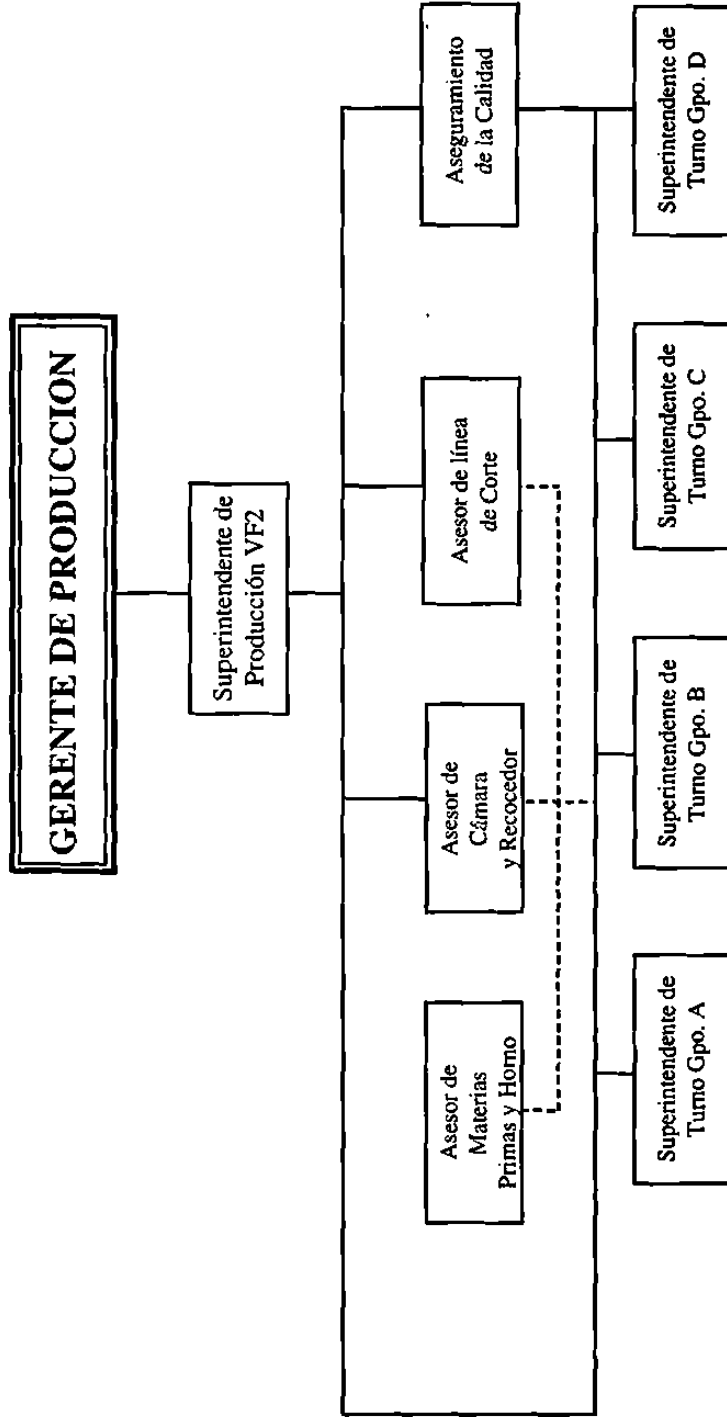 GERENTE DE PRODUCCION
Superintendente de
Producción VF2
Asesor de
Materias
Primas y Horno
Asesor de
Cámara
y Recocedor
Asesor de línea
de Corte
Aseguramiento
de la Calidad
Superintendente de
Turno Gpo. A
Superintendente de
Turno Gpo. B
Superintendente de
Turno Gpo. C
Superintendente de
Turno Gpo. D